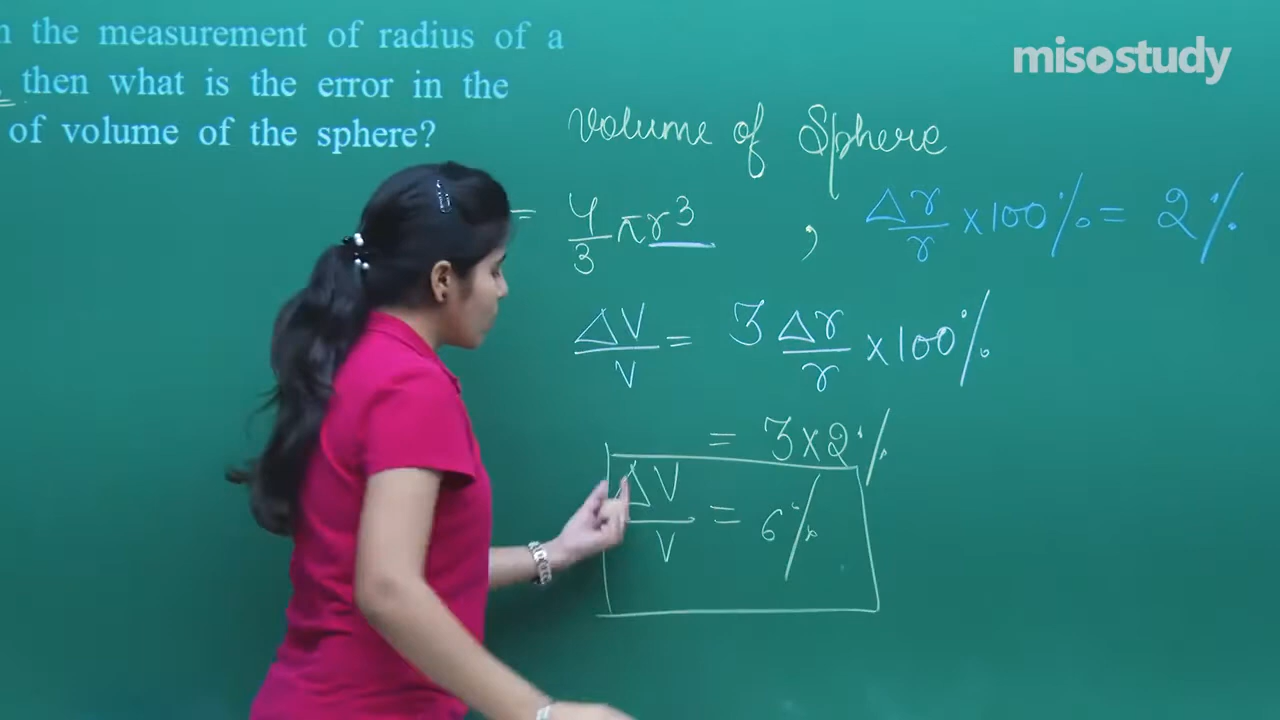 n the measurement of radius of a
then what is the error in the
of volume of the sphere?
misostudy
Volume of Sphere
= 4/3 πr³ , Δr/r ×100%= 2%
ΔV/V = 3 Δr/r ×100%
= 3×2%
ΔV/V = 6%